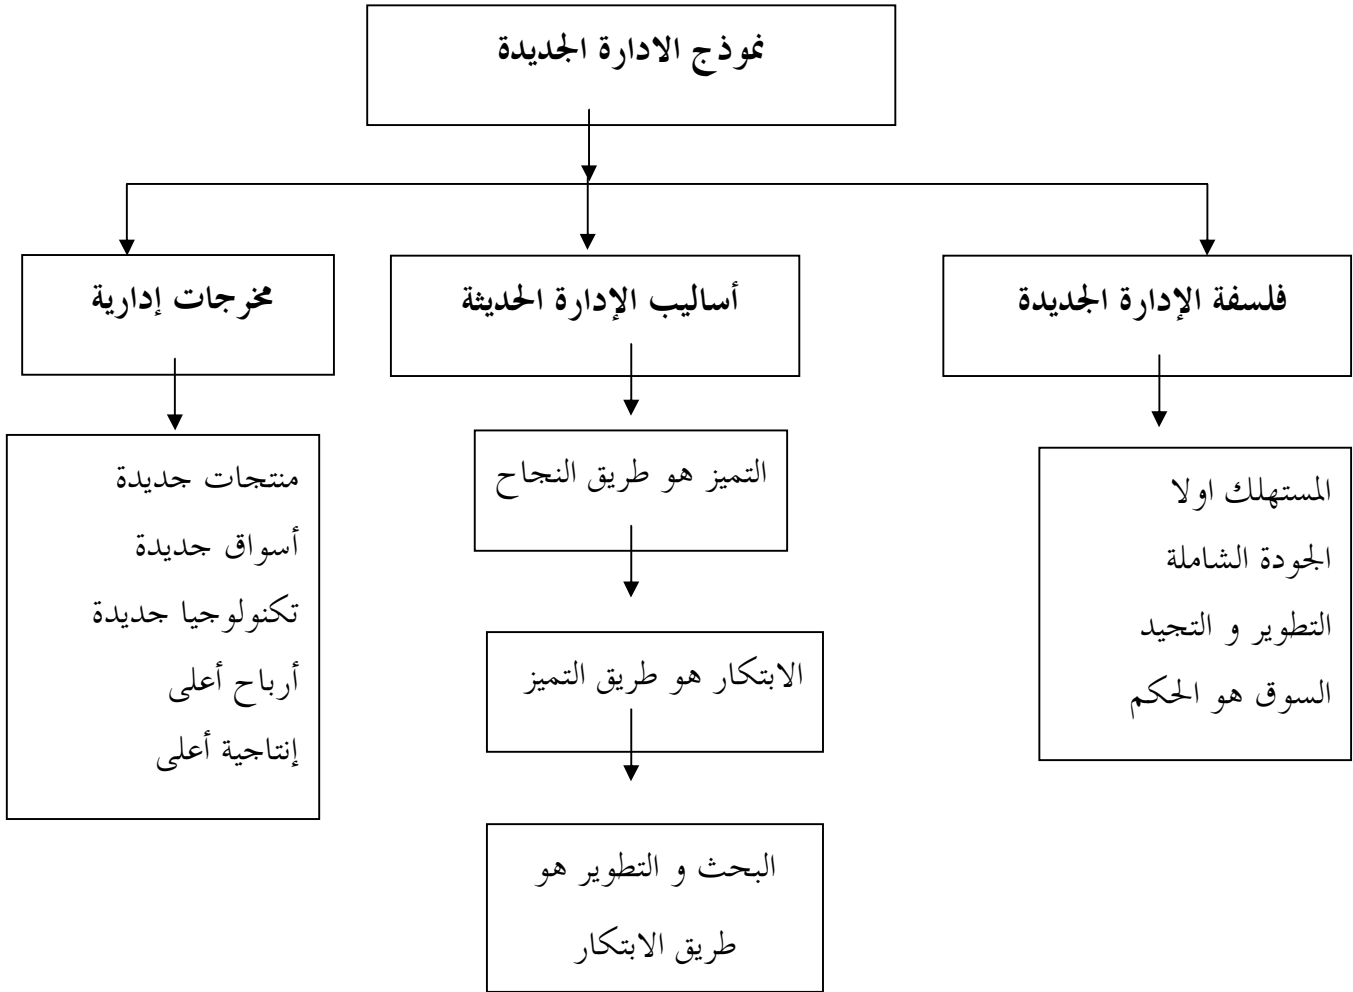 نموذج الادارة الجديدة
فلسفة الإدارة الجديدة
المستهلك اولا
الجودة الشاملة
التطوير و التجيد
السوق هو الحكم
أساليب الإدارة الحديثة
التميز هو طريق النجاح
الابتكار هو طريق التميز
البحث و التطوير هو
طريق الابتكار
مخرجات إدارية
منتجات جديدة
أسواق جديدة
تكنولوجيا جديدة
أرباح أعلى
إنتاجية أعلى